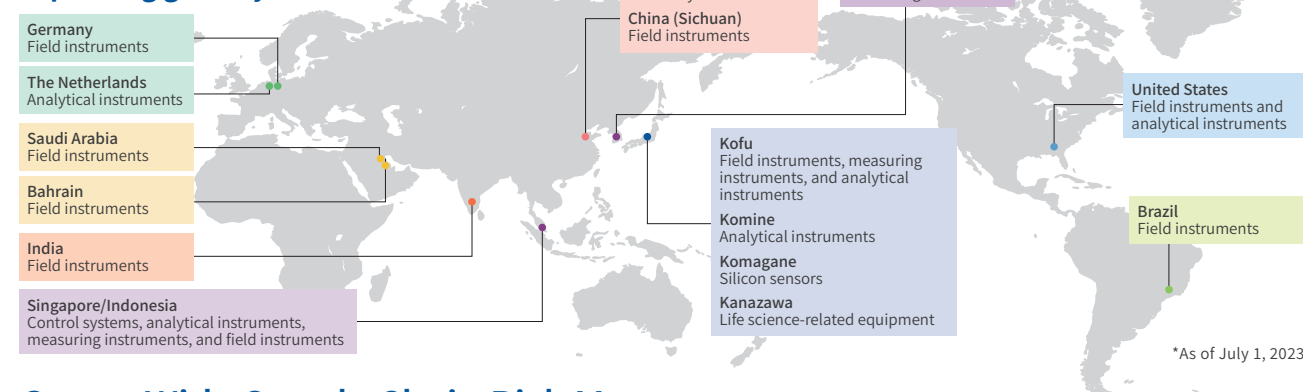 China (Sichuan)
Field instruments
Germany
Field instruments
The Netherlands
Analytical instruments
Saudi Arabia
Field instruments
Bahrain
Field instruments
India
Field instruments
Singapore/Indonesia
Control systems, analytical instruments,
measuring instruments, and field instruments
Kofu
Field instruments, measuring
instruments, and analytical
instruments
Komine
Analytical instruments
Komagane
Silicon sensors
Kanazawa
Life science-related equipment
United States
Field instruments and
analytical instruments
Brazil
Field instruments
*As of July 1, 2023